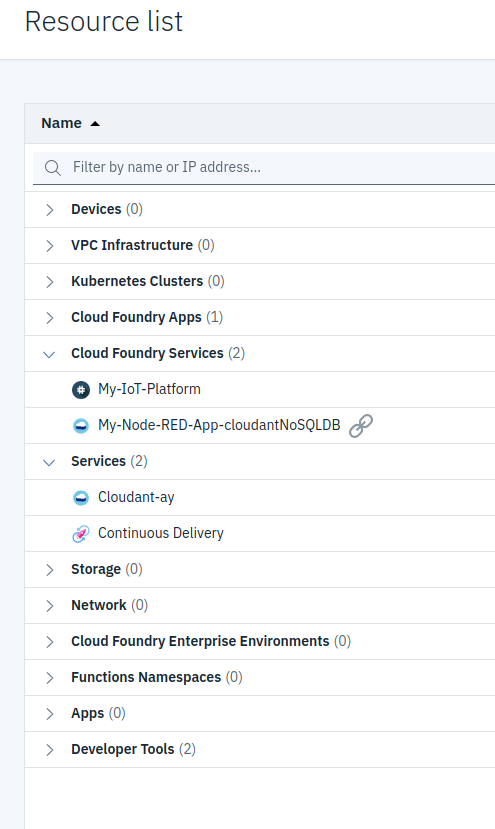 Resource list
Name
Filter by name or IP address...
Devices (0)
VPC Infrastructure (0)
Kubernetes Clusters (0)
Cloud Foundry Apps (1)
Cloud Foundry Services (2)
My-IoT-Platform
My-Node-RED-App-cloudantNoSQLDB
Services (2)
Cloudant-ay
Continuous Delivery
Storage (0)
Network (0)
Cloud Foundry Enterprise Environments (0)
Functions Namespaces (0)
Apps (0)
Developer Tools (2)